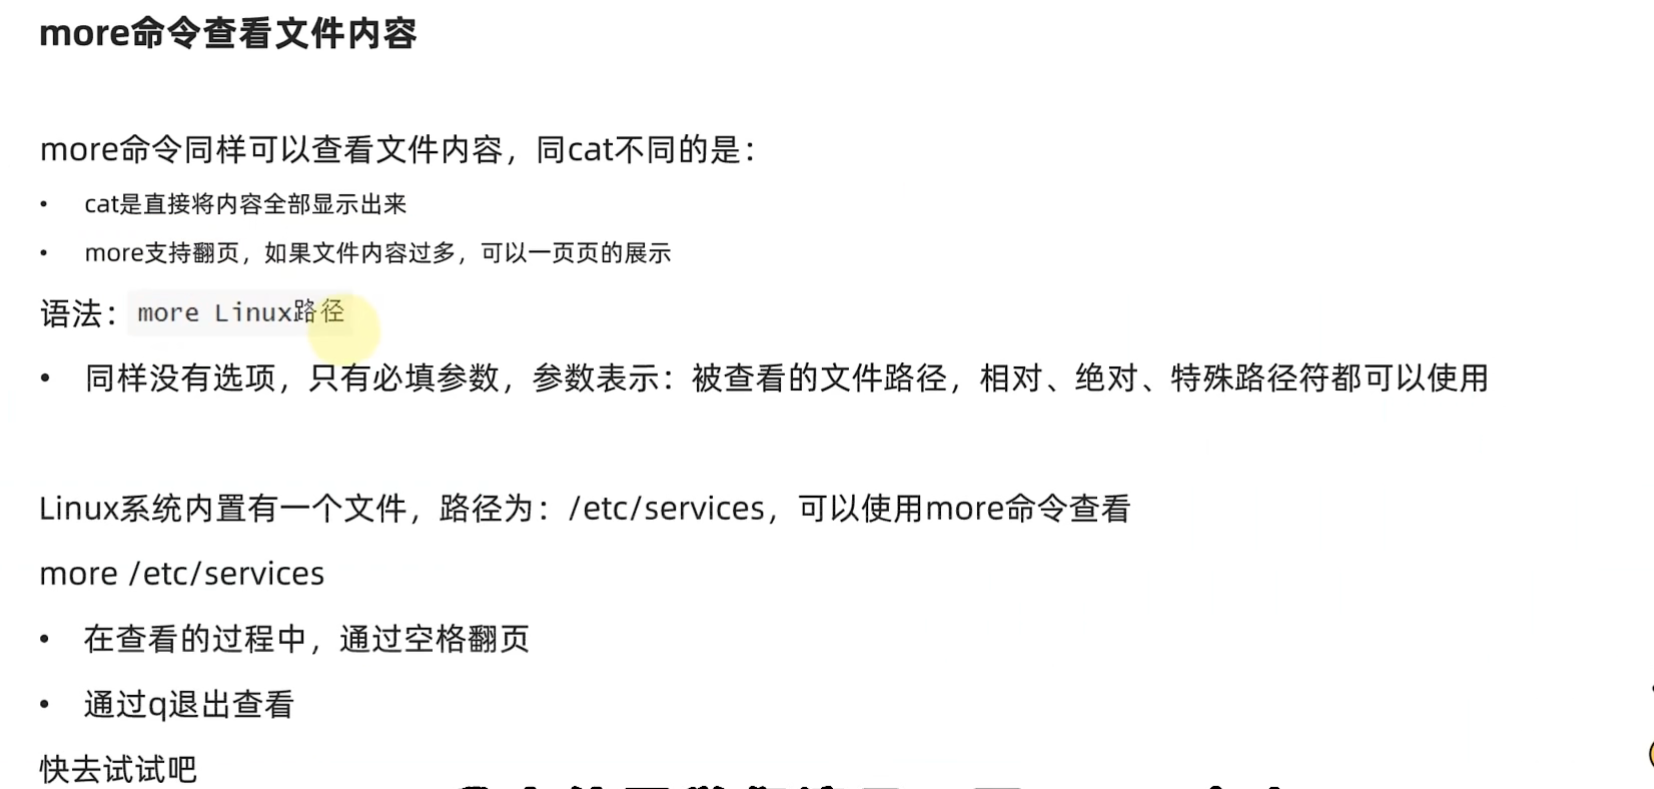 more命令查看文件内容
more命令同样可以查看文件内容，同cat不同的是：
• cat是直接将内容全部显示出来
• more支持翻页，如果文件内容过多，可以一页页的展示
语法：more Linux路径
• 同样没有选项，只有必填参数，参数表示：被查看的文件路径，相对、绝对、特殊路径符都可以使用
Linux系统内置有一个文件，路径为：/etc/services，可以使用more命令查看
more /etc/services
• 在查看的过程中，通过空格翻页
• 通过q退出查看
快去试试吧